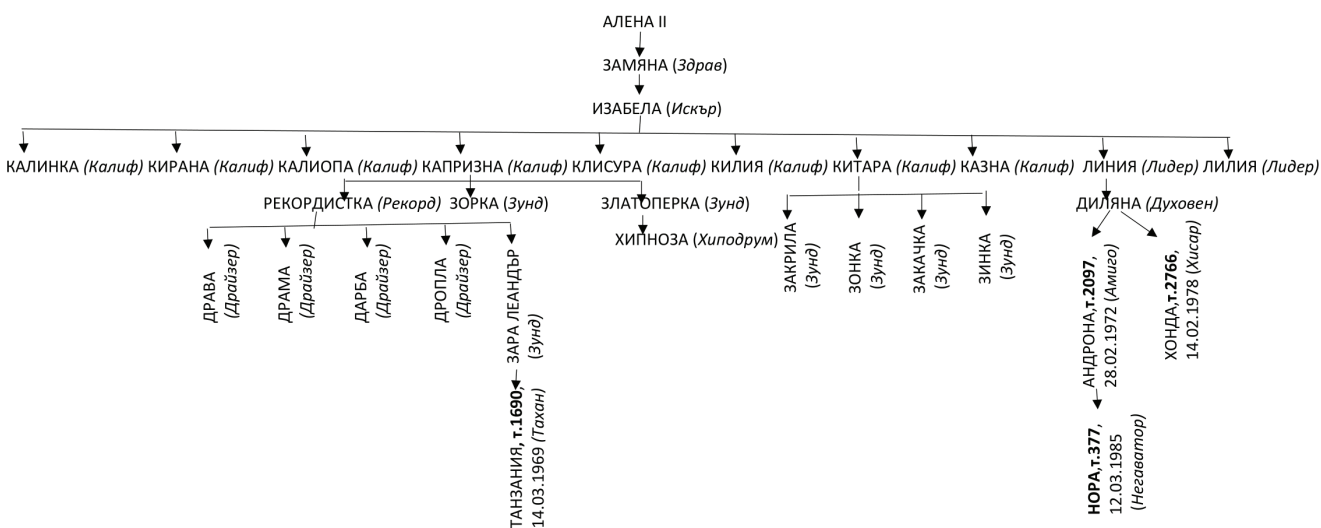 АЛЕНА II
ЗАМЯНА (Здрав)
ИЗАБЕЛА (Искър)
КАЛИНКА (Калиф) КИРАНА (Калиф) КАЛИОПА (Калиф) КАПРИЗНА (Калиф) КЛИСУРА (Калиф) КИЛИЯ (Калиф) КИТАРА (Калиф) КАЗНА (Калиф) ЛИНИЯ (Лидер) ЛИЛИЯ (Лидер)
РЕКОРДИСТКА (Рекорд) ЗОРКА (Зунд) ЗЛАТОПЕРКА (Зунд) ДИЛЯНА (Духовен)
ХИПНОЗА (Хиподрум)
ДРАВА
(Драйзер)
ДРАМА
(Драйзер)
ДАРБА
(Драйзер)
ДРОПЛА
(Драйзер)
ЗАРА ЛЕАНДЪР
(Зунд)
ЗАКРИЛА
(Зунд)
ЗОНКА
(Зунд)
ЗАКАЧКА
(Зунд)
ЗИНКА
(Зунд)
АНДРОНА,т.2097,
28.02.1972 (Амиго)
ХОНДА,т.2766,
14.02.1978 (Хисар)
ТАНЗАНИЯ, т.1690,
14.03.1969 (Тахан)
НОРА,т.377,
12.03.1985
(Негаватор)